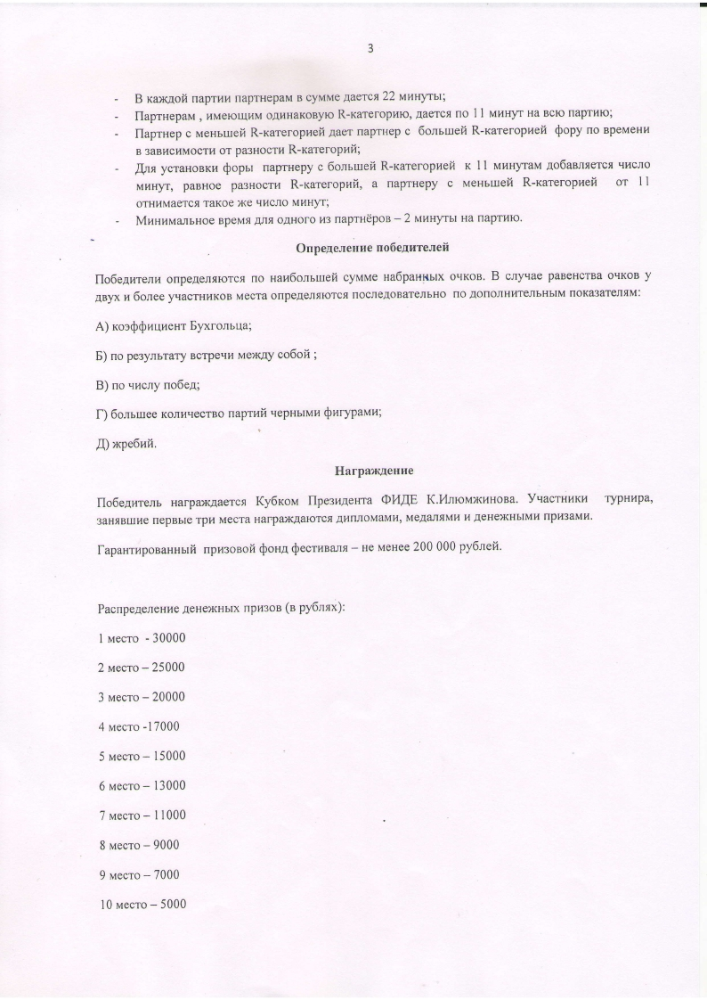 3
- В каждой партии партнерам в сумме дается 22 минуты;
- Партнерам , имеющим одинаковую R-категорию, дается по 11 минут на всю партию;
- Партнер с меньшей R-категорией дает партнер с большей R-категорией фору по времени
в зависимости от разности R-категорий;
- Для установки форы партнеру с большей R-категорией к 11 минутам добавляется число
минут, равное разности R-категорий, а партнеру с меньшей R-категорией от 11
отнимается такое же число минут;
- Минимальное время для одного из партнёров – 2 минуты на партию.
Определение победителей
Победители определяются по наибольшей сумме набранных очков. В случае равенства очков у
двух и более участников места определяются последовательно по дополнительным показателям:
А) коэффициент Бухгольца;
Б) по результату встречи между собой ;
В) по числу побед;
Г) большее количество партий черными фигурами;
Д) жребий.
Награждение
Победитель награждается Кубком Президента ФИДЕ К.Илюмжинова. Участники турнира,
занявшие первые три места награждаются дипломами, медалями и денежными призами.
Гарантированный призовой фонд фестиваля – не менее 200 000 рублей.
Распределение денежных призов (в рублях):
1 место - 30000
2 место – 25000
3 место – 20000
4 место -17000
5 место – 15000
6 место – 13000
7 место – 11000
8 место – 9000
9 место – 7000
10 место – 5000